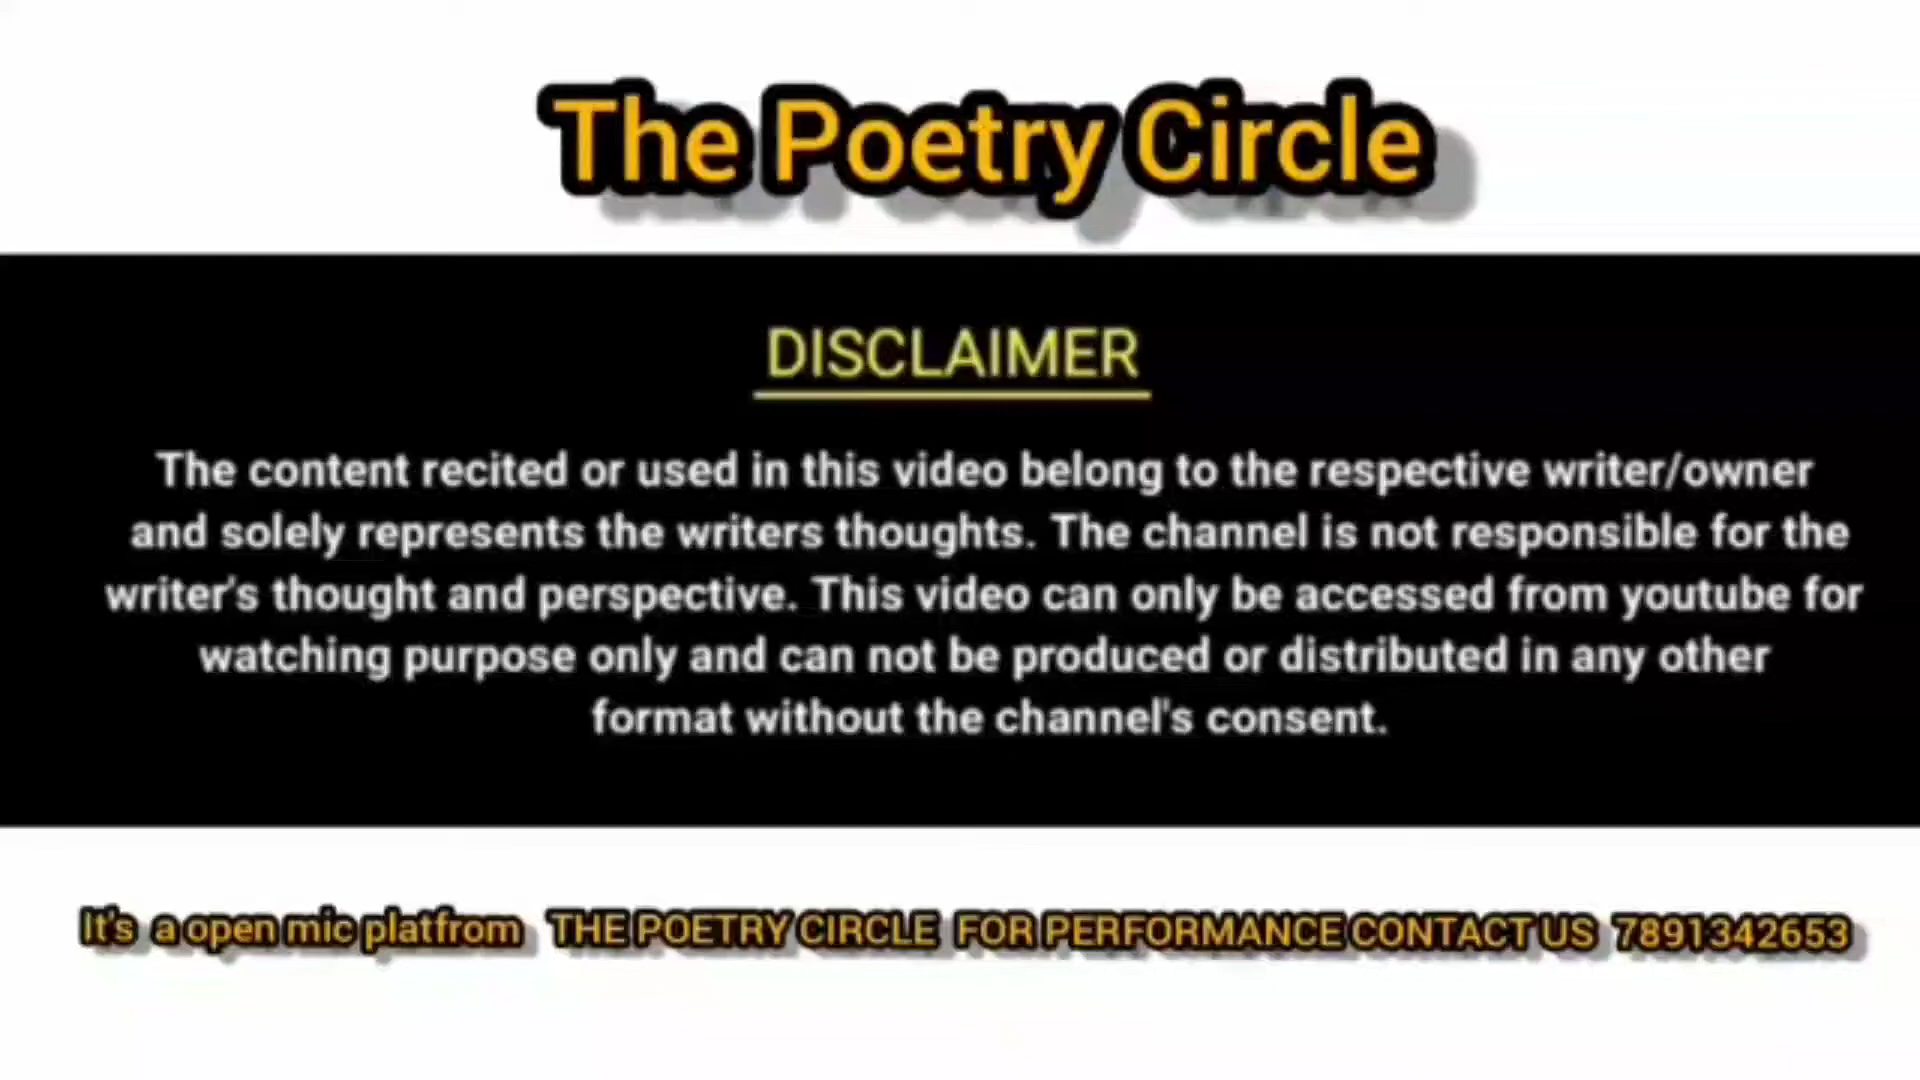 The Poetry Circle
DISCLAIMER
The content recited or used in this video belong to the respective writer/owner
and solely represents the writers thoughts. The channel is not responsible for the
writer's thought and perspective. This video can only be accessed from youtube for
watching purpose only and can not be produced or distributed in any other
format without the channel's consent.
It's a open mic platfrom THE POETRY CIRCLE FOR PERFORMANCE CONTACT US 7891342653